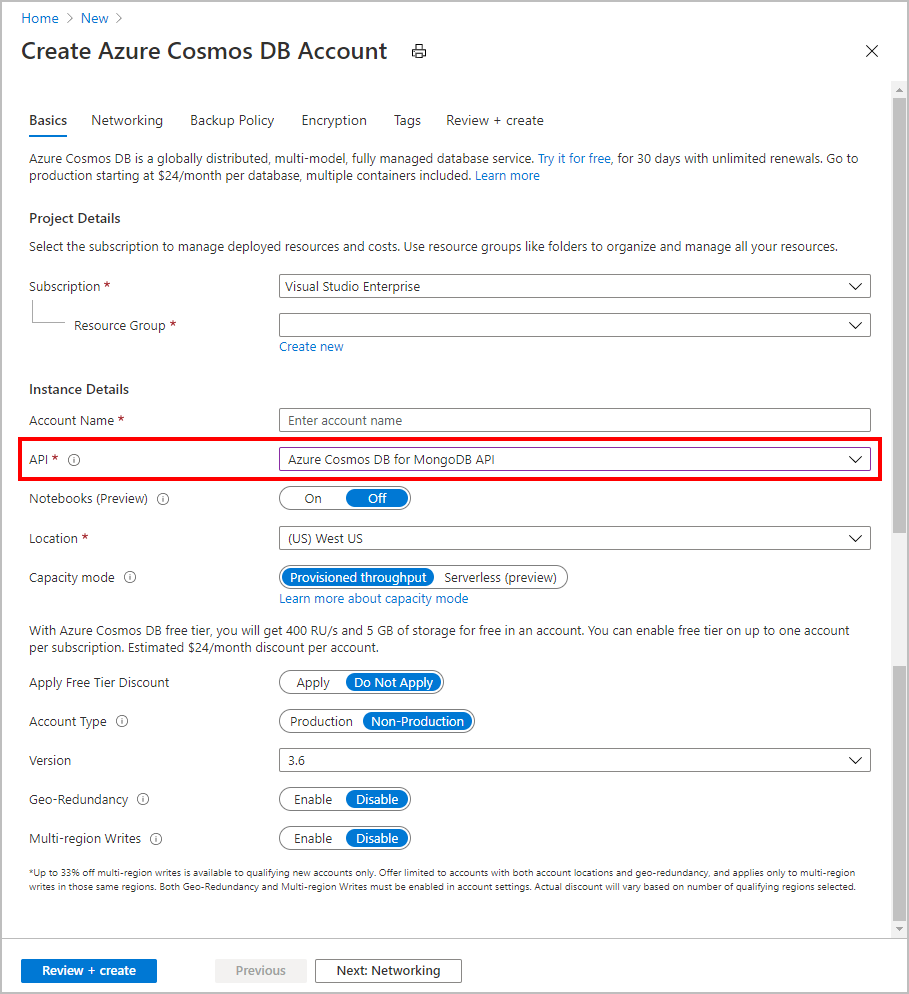 Home > New >
Create Azure Cosmos DB Account
Basics Networking Backup Policy Encryption Tags Review + create
Azure Cosmos DB is a globally distributed, multi-model, fully managed database service. Try it for free, for 30 days with unlimited renewals. Go to
production starting at $24/month per database, multiple containers included. Learn more
Project Details
Select the subscription to manage deployed resources and costs. Use resource groups like folders to organize and manage all your resources.
Subscription * Visual Studio Enterprise
Resource Group *
Create new
Instance Details
Account Name * Enter account name
API * Azure Cosmos DB for MongoDB API
Notebooks (Preview) On Off
Location * (US) West US
Capacity mode Provisioned throughput Serverless (preview)
Learn more about capacity mode
With Azure Cosmos DB free tier, you will get 400 RU/s and 5 GB of storage for free in an account. You can enable free tier on up to one account
per subscription. Estimated $24/month discount per account.
Apply Free Tier Discount Apply Do Not Apply
Account Type Production Non-Production
Version 3.6
Geo-Redundancy Enable Disable
Multi-region Writes Enable Disable
*Up to 33% off multi-region writes is available to qualifying new accounts only. Offer limited to accounts with both account locations and geo-redundancy, and applies only to multi-region
writes in those same regions. Both Geo-Redundancy and Multi-region Writes must be enabled in account settings. Actual discount will vary based on number of qualifying regions selected.
Review + create Previous Next: Networking